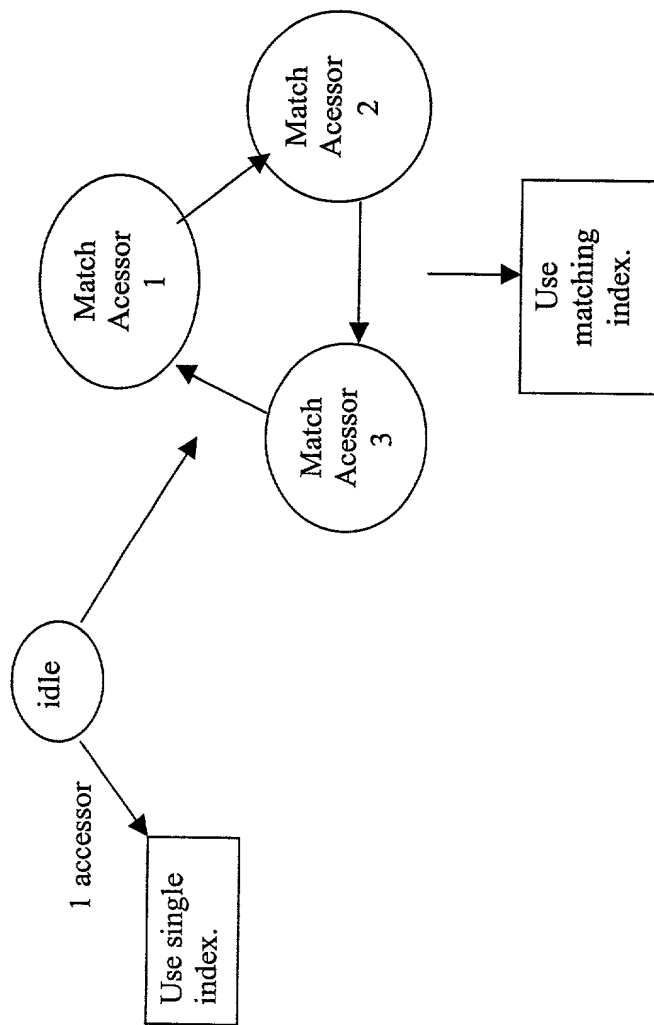 idle
1 accessor
Use single
index.
Match
Acessor
1
Match
Acessor
2
Match
Acessor
3
Use
matching
index.